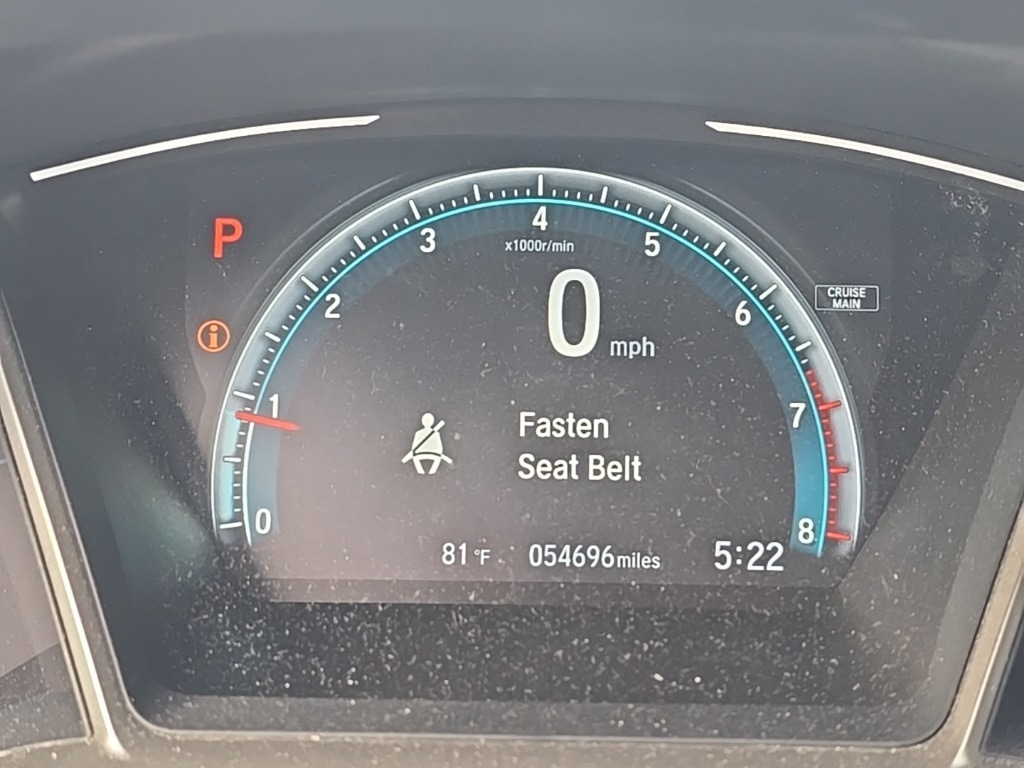 4
3
5
x1000r/min
P
2
6
CRUISE
MAIN
0 mph
i
1
7
Fasten
Seat Belt
0
8
81°F 054696miles 5:22